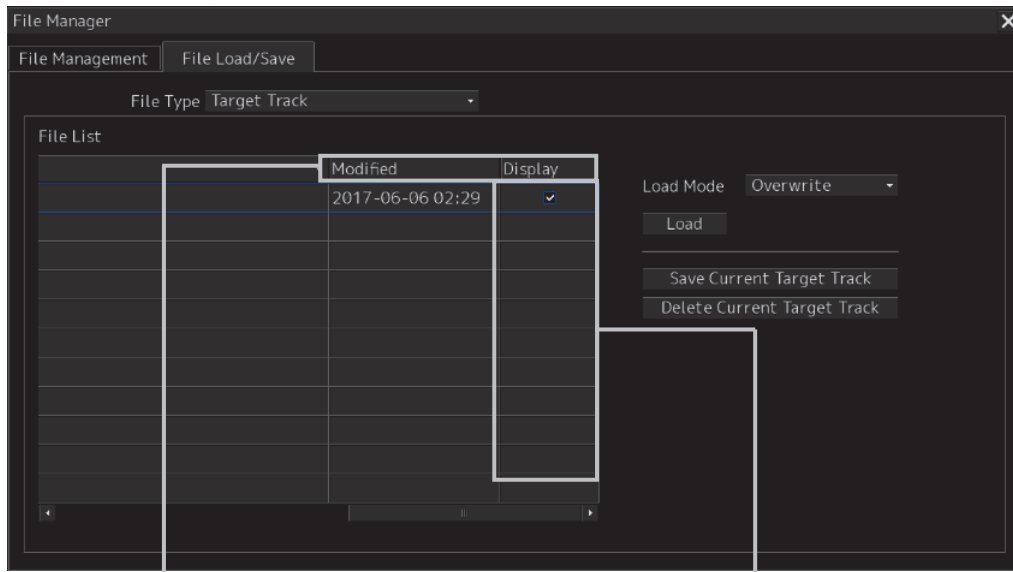 File Manager
File Management
File Load/Save
File Type Target Track
File List
Modified Display
2017-06-06 02:29
Load Mode Overwrite
Load
Save Current Target Track
Delete Current Target Track